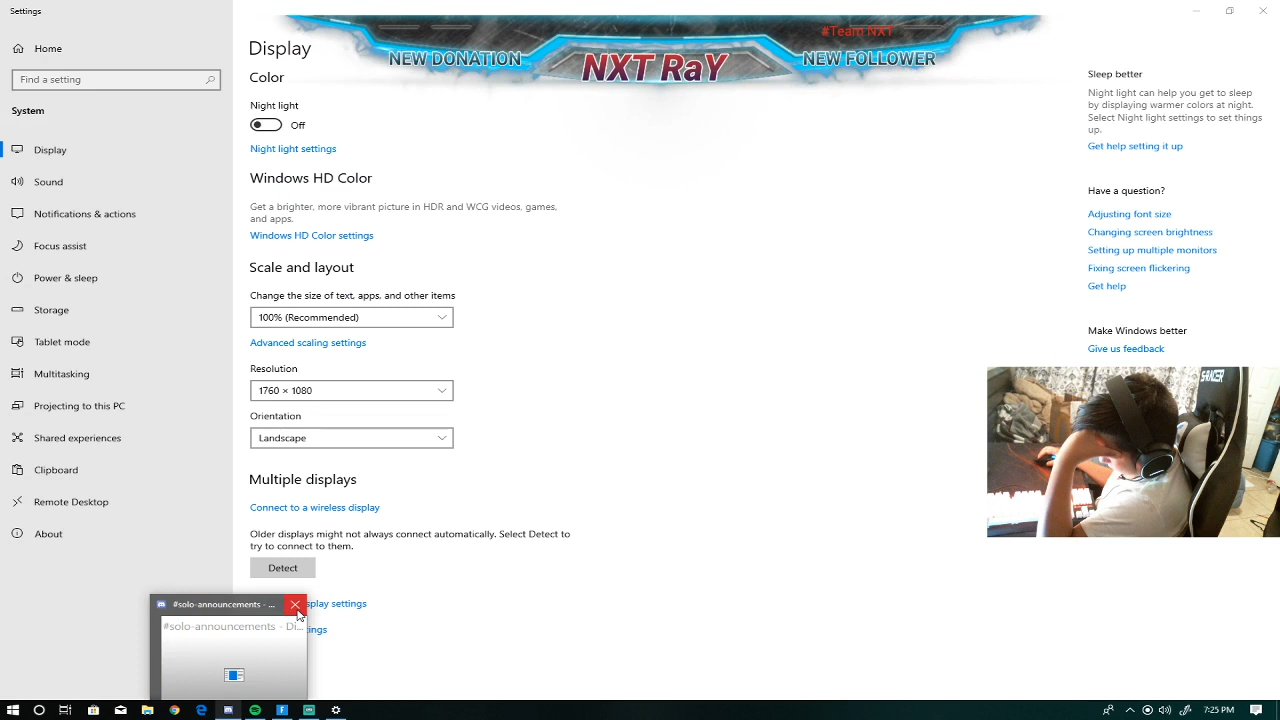 Settings
Home
Find a setting
System
Display
Sound
Notifications & actions
Focus assist
Power & sleep
Storage
Tablet mode
Multitasking
Projecting to this PC
Shared experiences
Clipboard
Remote Desktop
About
#Team NXT
NEW DONATION
NXT RaY
NEW FOLLOWER
Display
Color
Night light
Off
Night light settings
Windows HD Color
Get a brighter, more vibrant picture in HDR and WCG videos, games,
and apps.
Windows HD Color settings
Scale and layout
Change the size of text, apps, and other items
100% (Recommended)
Advanced scaling settings
Resolution
1760 × 1080
Orientation
Landscape
Multiple displays
Connect to a wireless display
Older displays might not always connect automatically. Select Detect to
try to connect to them.
Detect
splay settings
ings
#solo-announcements - ...
#solo-announcements - Di...
Sleep better
Night light can help you get to sleep
by displaying warmer colors at night.
Select Night light settings to set things
up.
Get help setting it up
Have a question?
Adjusting font size
Changing screen brightness
Setting up multiple monitors
Fixing screen flickering
Get help
Make Windows better
Give us feedback
S-RACER
7:25 PM